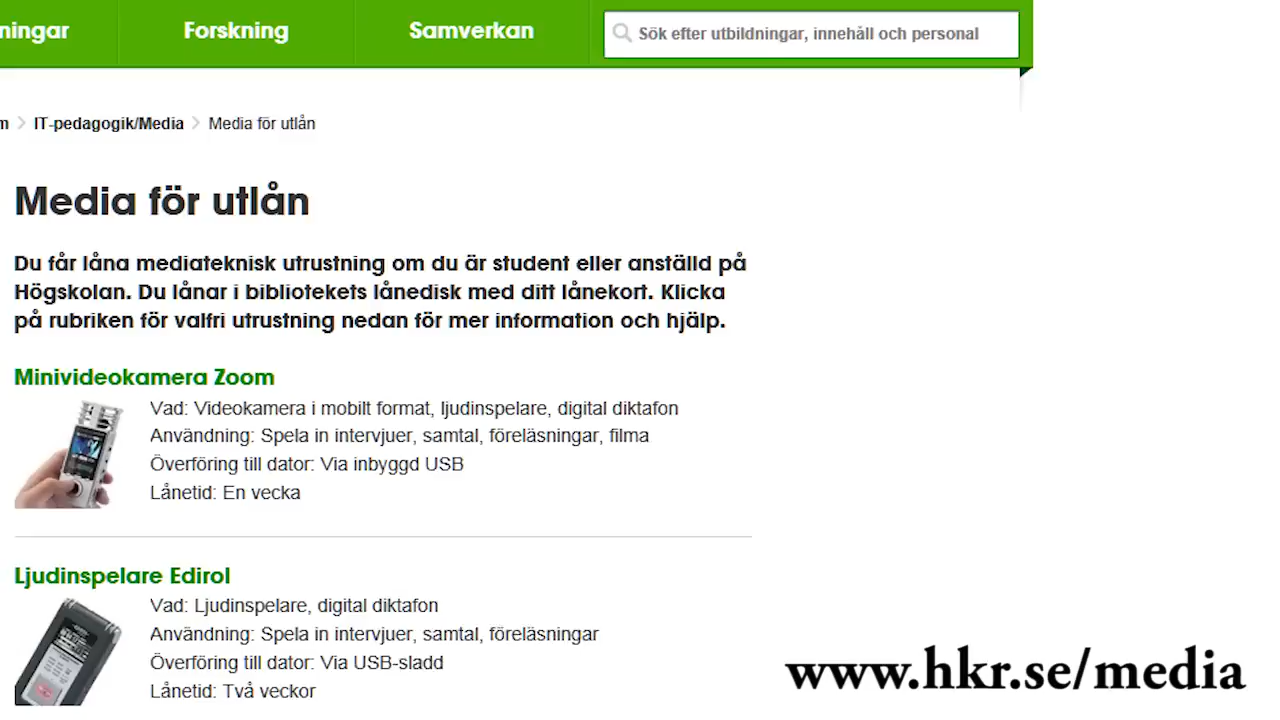 ningar Forskning Samverkan Sök efter utbildningar, innehåll och personal
m IT-pedagogik/Media Media för utlån
Media för utlån
Du får låna mediateknisk utrustning om du är student eller anställd på
Högskolan. Du lånar i bibliotekets lånedisk med ditt lånekort. Klicka
på rubriken för valfri utrustning nedan för mer information och hjälp.
Minivideokamera Zoom
Vad: Videokamera i mobilt format, ljudinspelare, digital diktafon
Användning: Spela in intervjuer, samtal, föreläsningar, filma
Överföring till dator: Via inbyggd USB
Lånetid: En vecka
Ljudinspelare Edirol
Vad: Ljudinspelare, digital diktafon
Användning: Spela in intervjuer, samtal, föreläsningar
Överföring till dator: Via USB-sladd
Lånetid: Två veckor
www.hkr.se/media